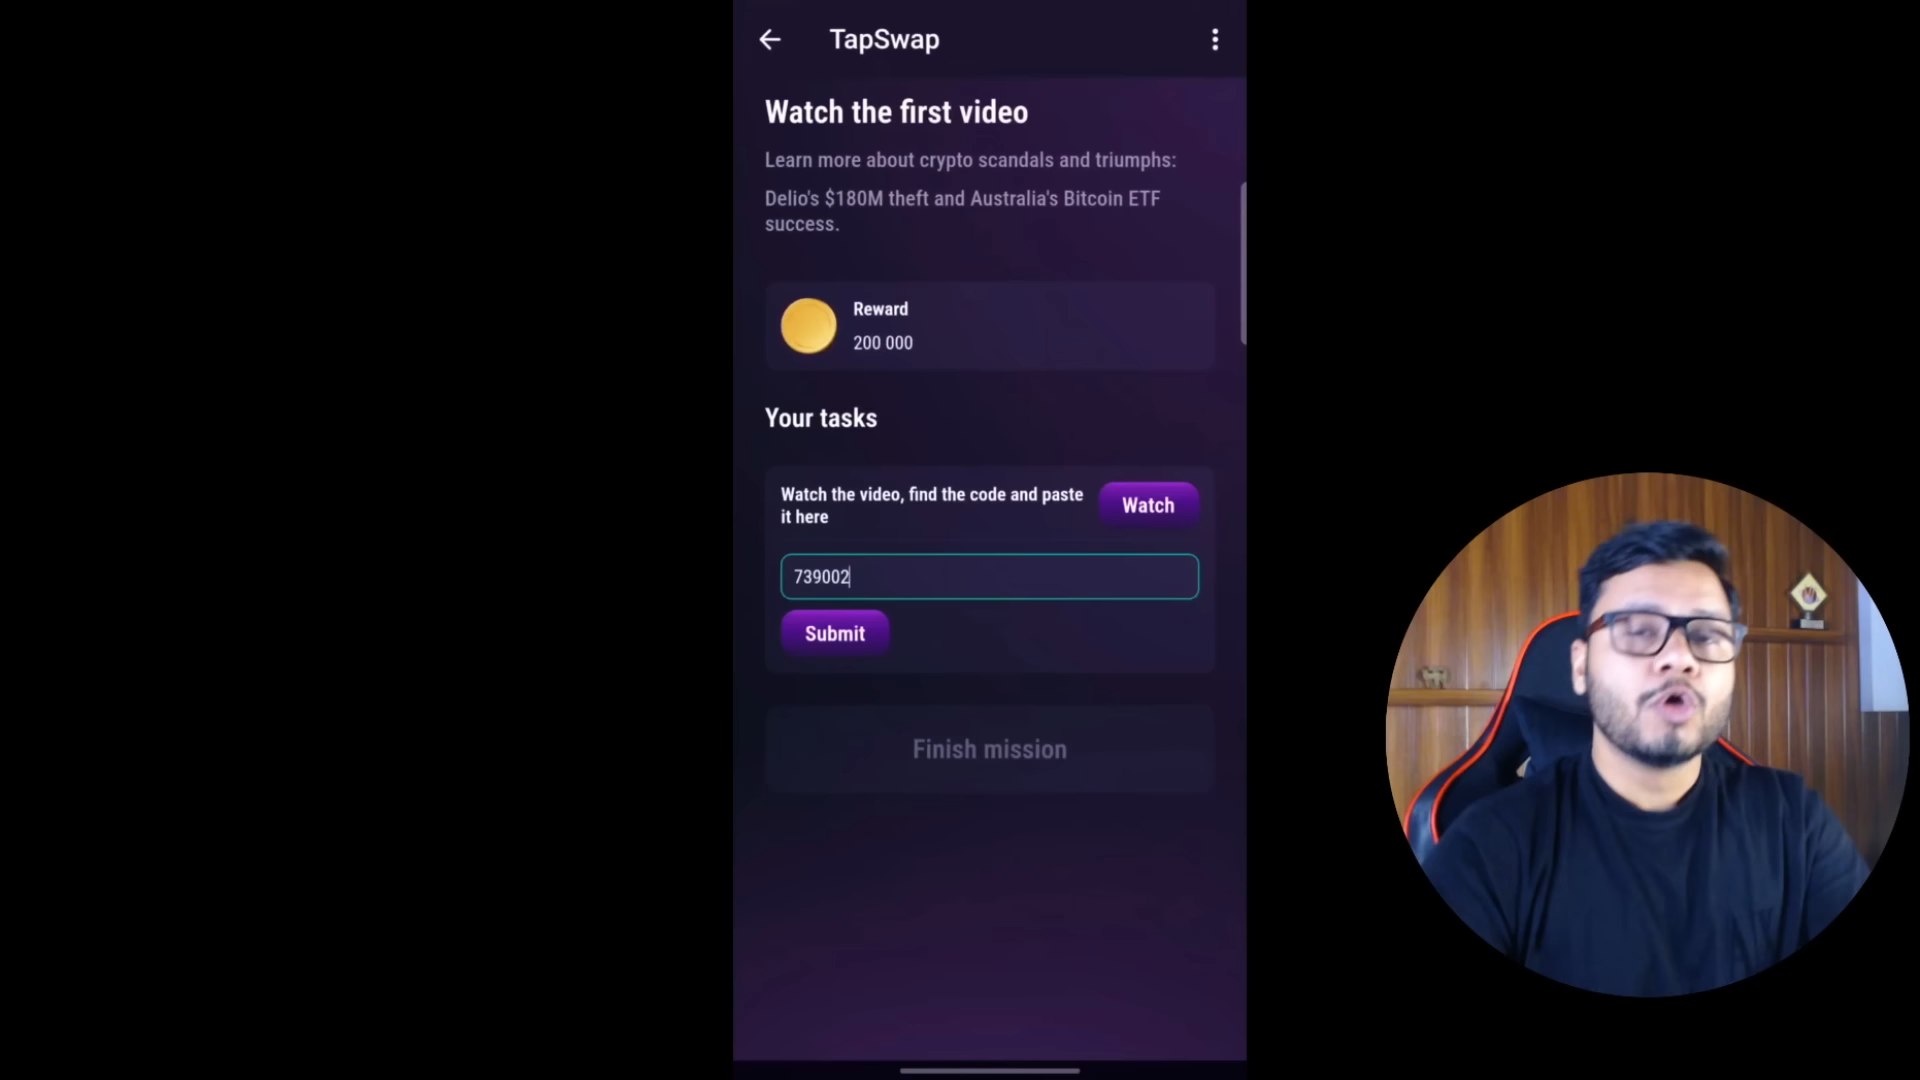 TapSwap
Watch the first video
Learn more about crypto scandals and triumphs:
Delio's $180M theft and Australia's Bitcoin ETF
success.
Reward
200 000
Your tasks
Watch the video, find the code and paste
it here
Watch
739002
Submit
Finish mission